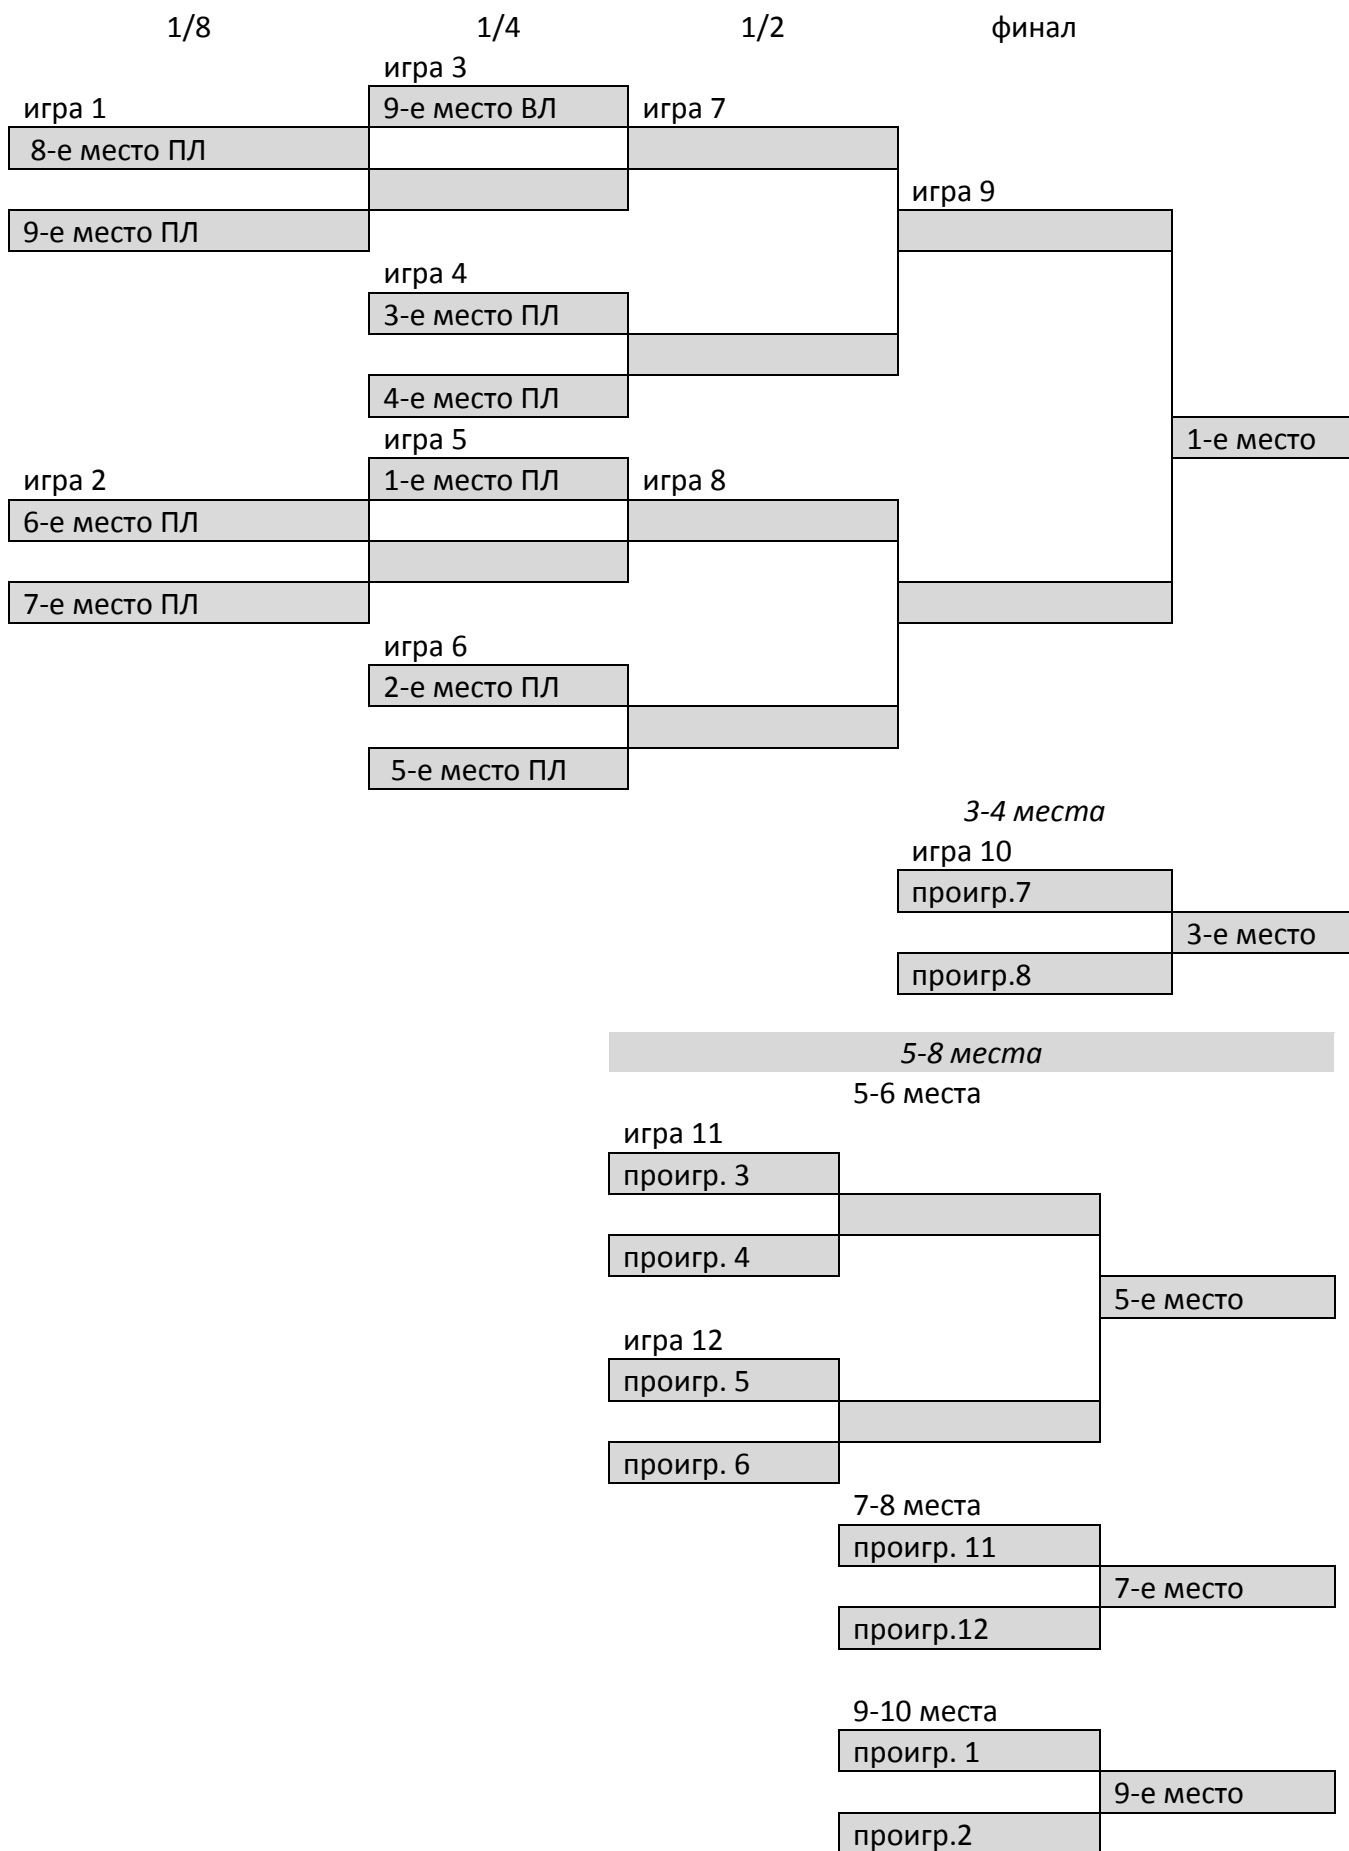 1/8 1/4 1/2 финал
игра 3
игра 1 9-е место ВЛ игра 7
8-е место ПЛ
игра 9
9-е место ПЛ
игра 4
3-е место ПЛ
4-е место ПЛ
игра 5 1-е место
игра 2 1-е место ПЛ игра 8
6-е место ПЛ
7-е место ПЛ
игра 6
2-е место ПЛ
5-е место ПЛ
3-4 места
игра 10
проигр.7
3-е место
проигр.8
5-8 места
5-6 места
игра 11
проигр. 3
проигр. 4
5-е место
игра 12
проигр. 5
проигр. 6
7-8 места
проигр. 11
7-е место
проигр.12
9-10 места
проигр. 1
9-е место
проигр.2